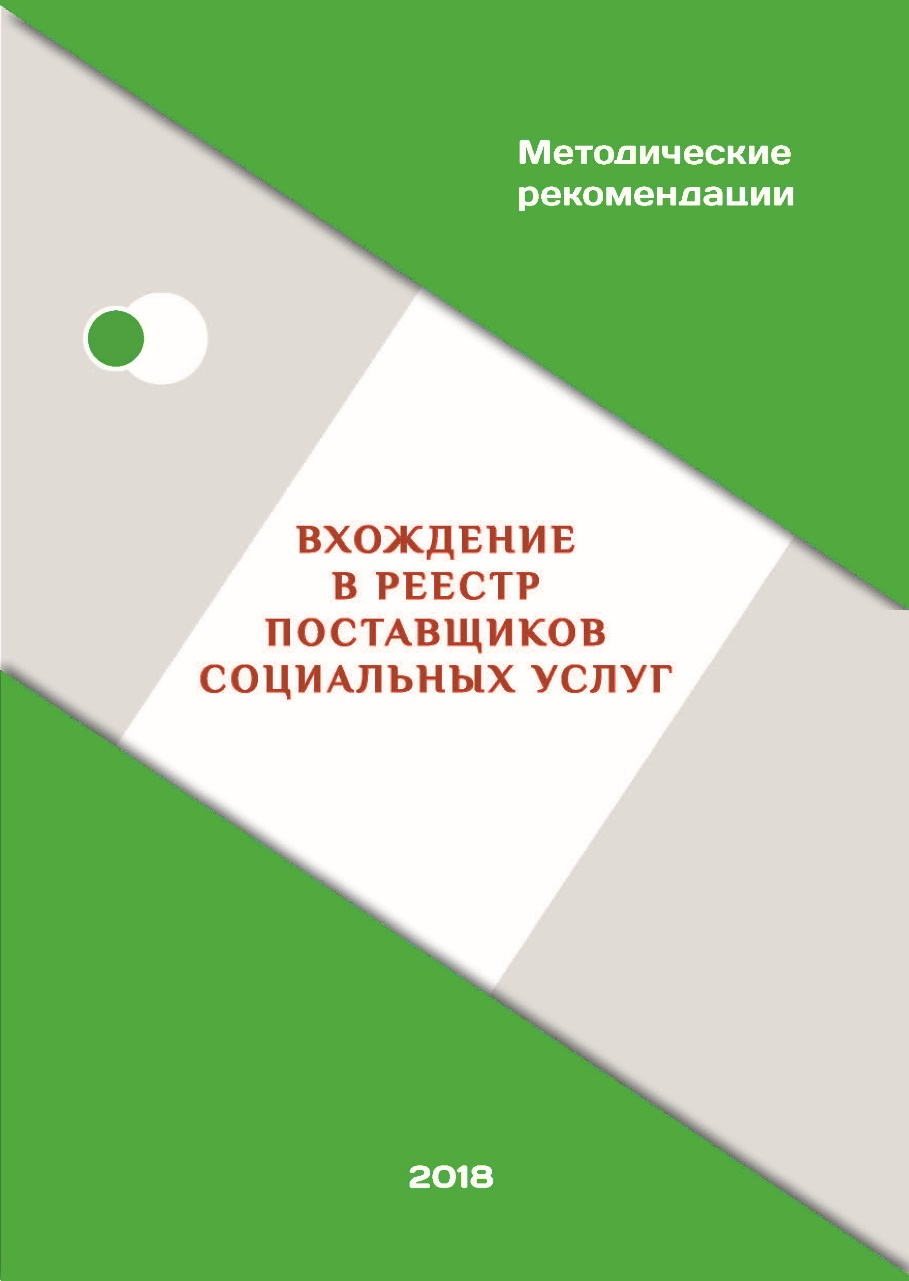 Методические
рекомендации
ВХОЖДЕНИЕ
В РЕЕСТР
ПОСТАВЩИКОВ
СОЦИАЛЬНЫХ УСЛУГ
2018